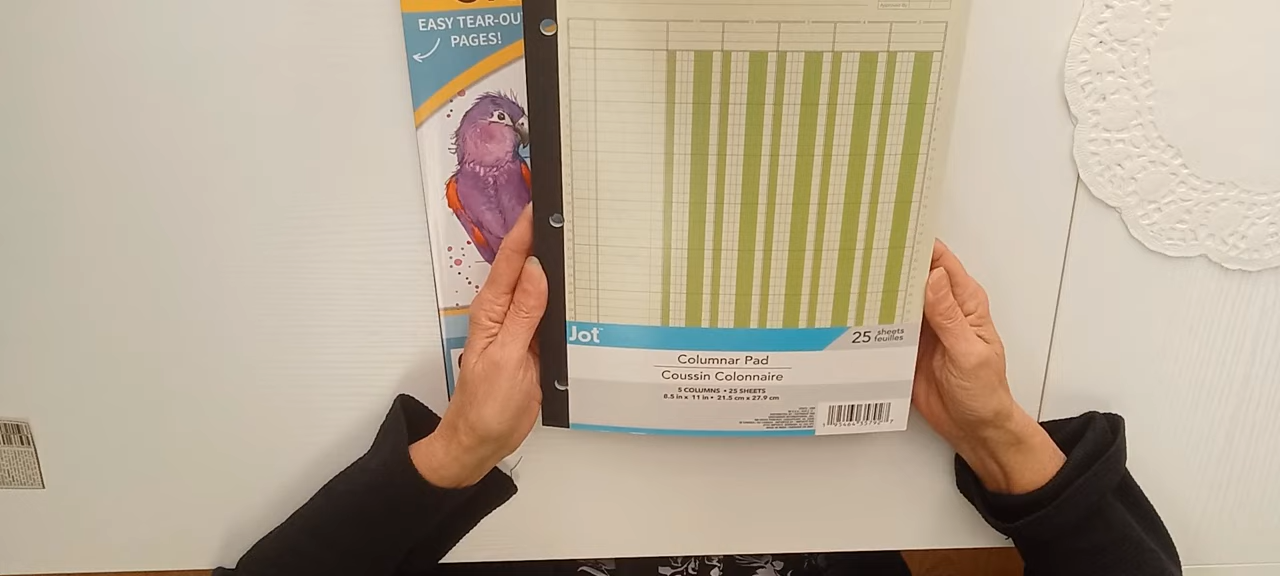 EASY TEAR-OU
PAGES!
Jot
25 sheets
feuilles
Columnar Pad
Coussin Colonnaire
5 COLUMNS • 25 SHEETS
8.5 in x 11 in • 21.5 cm x 27.9 cm